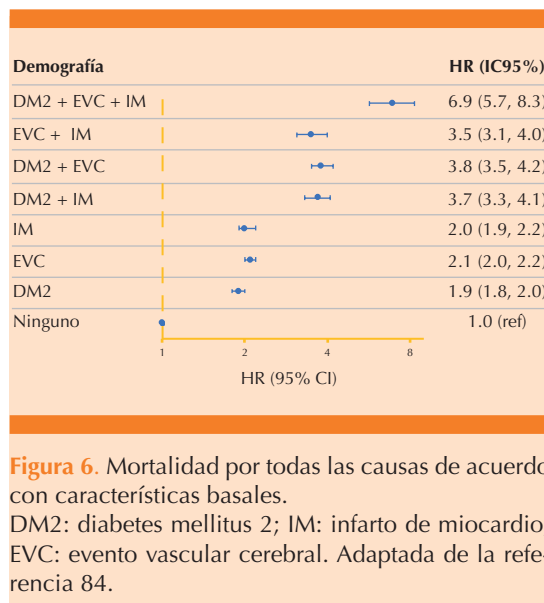 Demografía HR (IC95%)
DM2 + EVC + IM 6.9 (5.7, 8.3)
EVC + IM 3.5 (3.1, 4.0)
DM2 + EVC 3.8 (3.5, 4.2)
DM2 + IM 3.7 (3.3, 4.1)
IM 2.0 (1.9, 2.2)
EVC 2.1 (2.0, 2.2)
DM2 1.9 (1.8, 2.0)
Ninguno 1.0 (ref)
1 2 4 8
HR (95% CI)
Figura 6. Mortalidad por todas las causas de acuerdo
con características basales.
DM2: diabetes mellitus 2; IM: infarto de miocardio
EVC: evento vascular cerebral. Adaptada de la refe-
rencia 84.